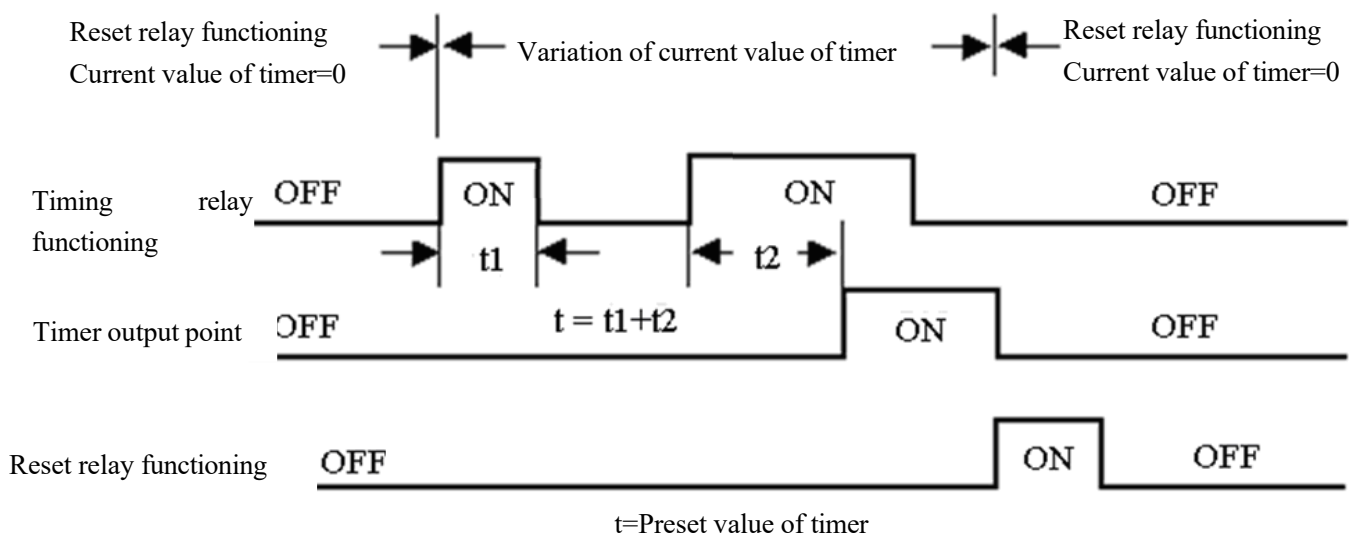 Reset relay functioning
Current value of timer=0
Variation of current value of timer
Reset relay functioning
Current value of timer=0
Timing relay
functioning
OFF
ON
ON
OFF
t1
t2
Timer output point
OFF
t = t1+t2
ON
OFF
Reset relay functioning
OFF
ON
OFF
t=Preset value of timer